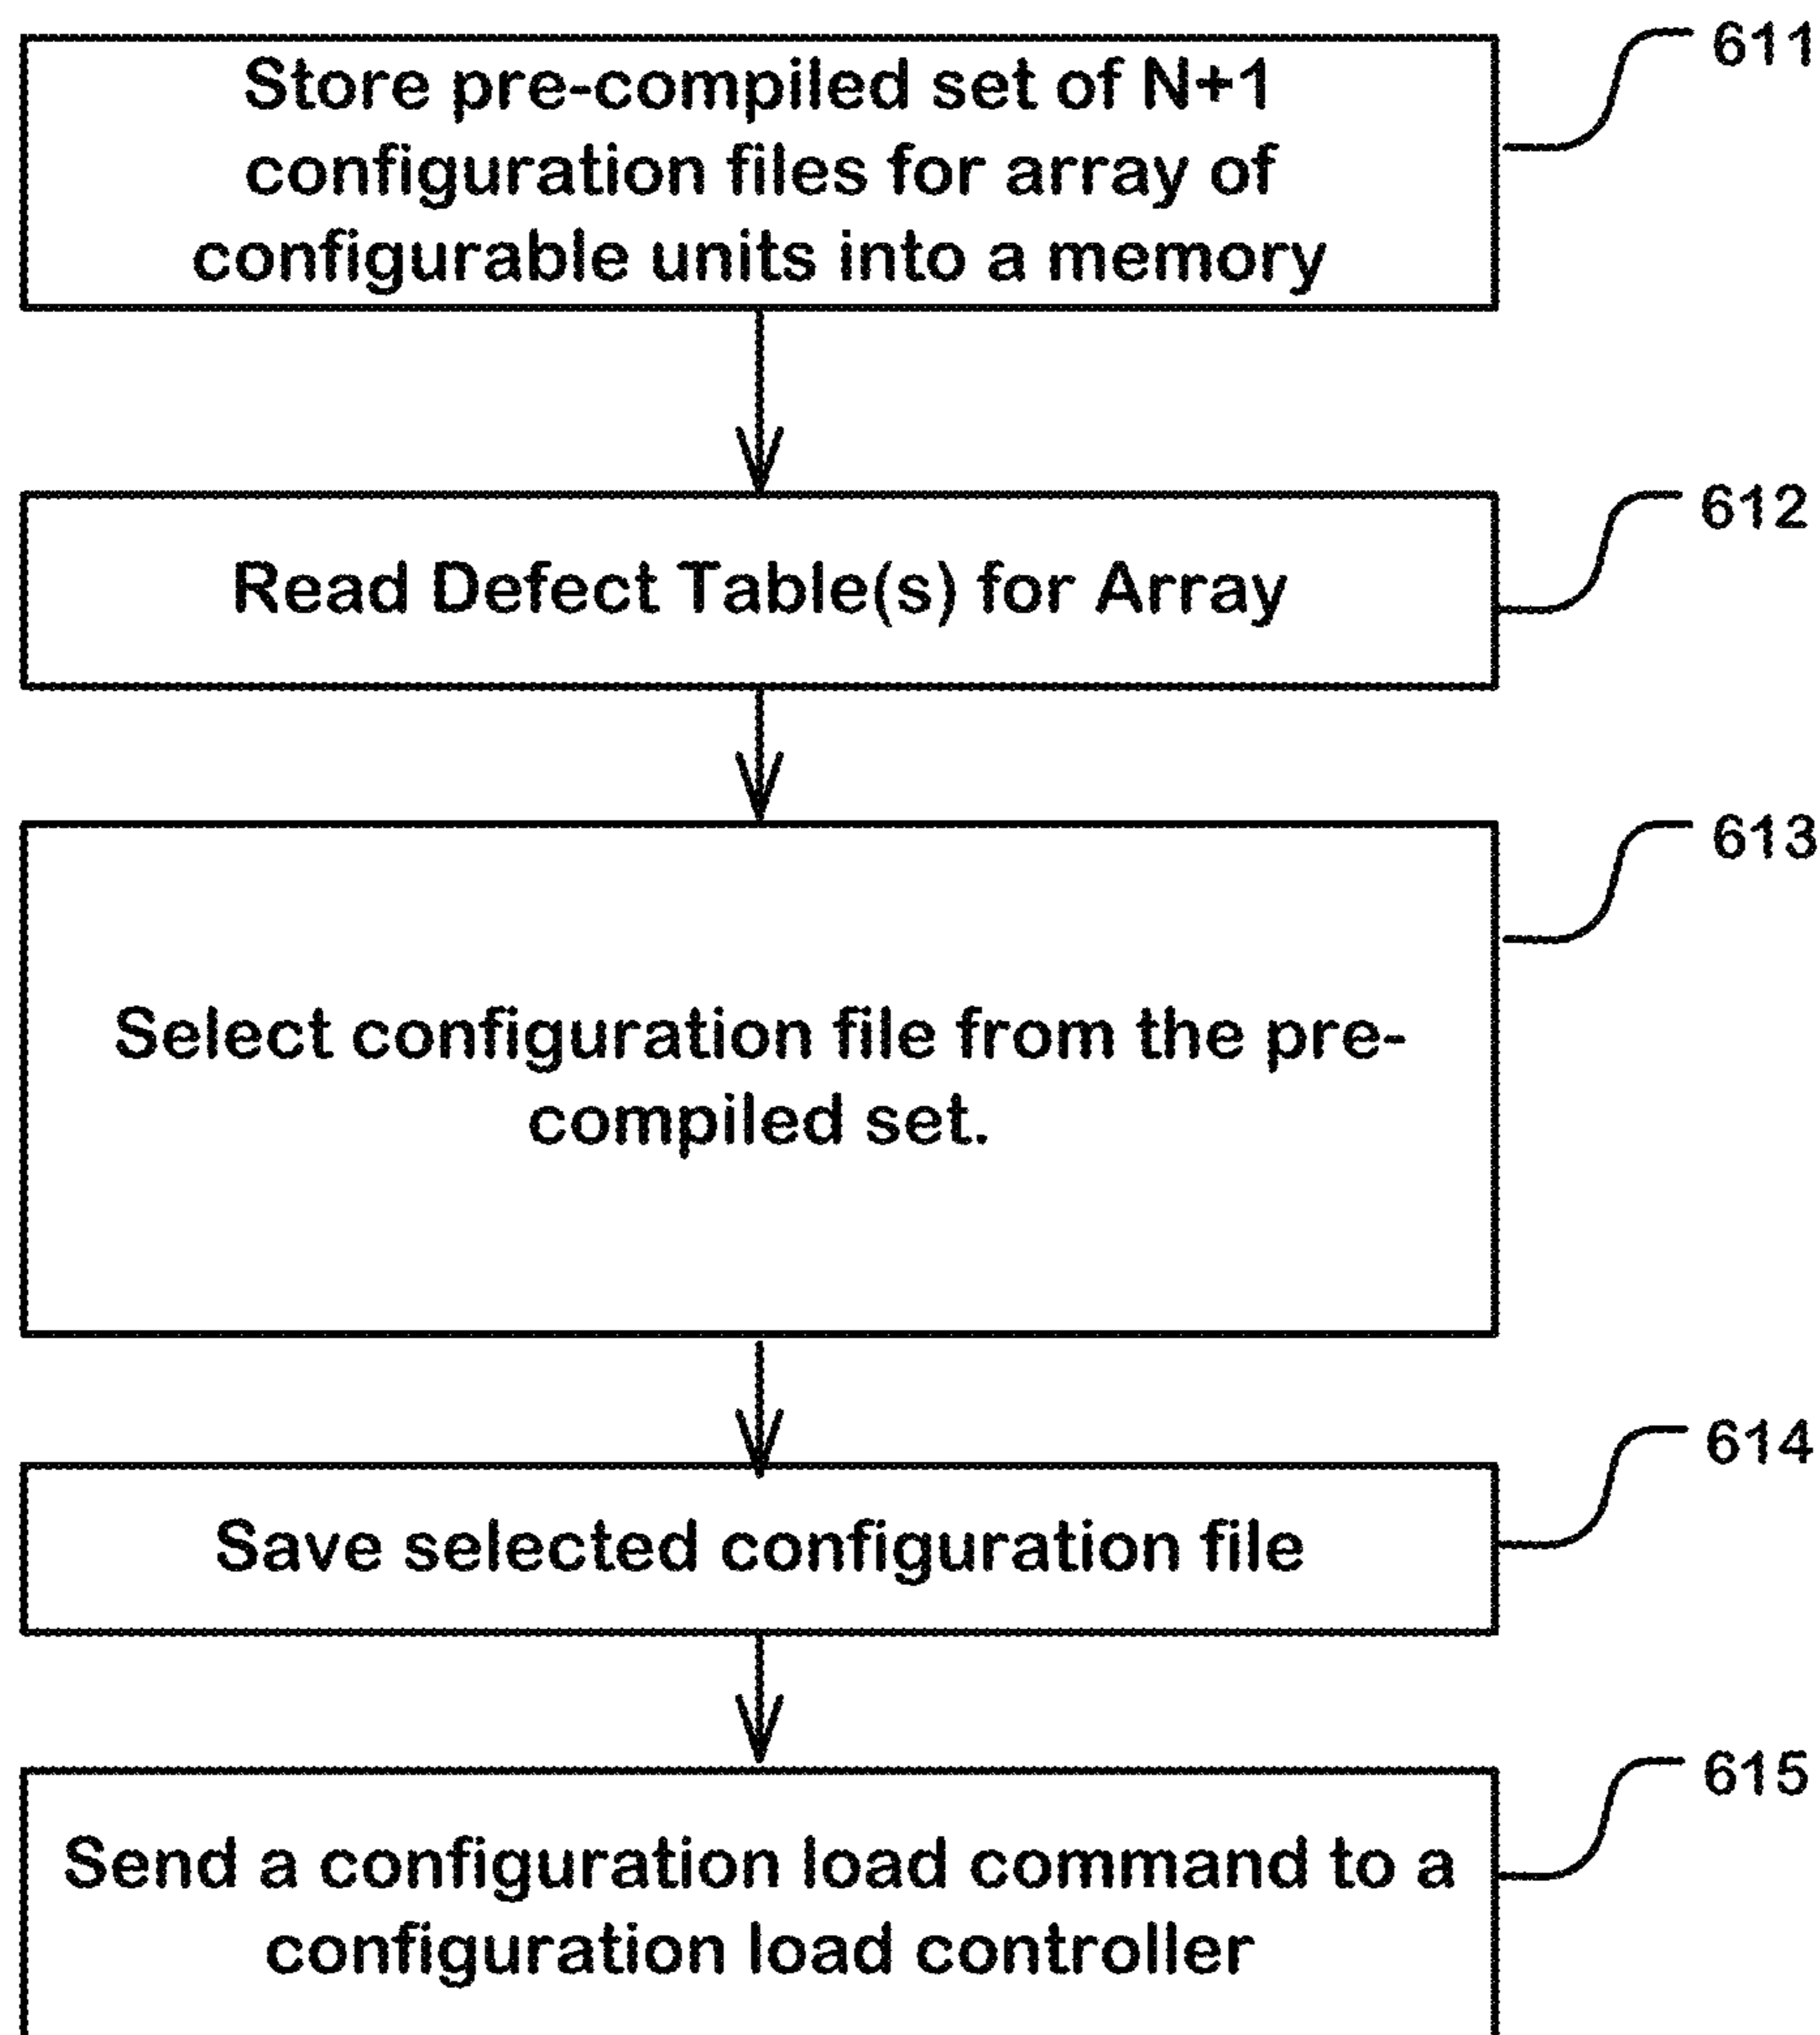 611
Store pre-compiled set of N+1
configuration files for array of
configurable units into a memory
612
Read Defect Table(s) for Array
613
Select configuration file from the pre-
compiled set.
614
Save selected configuration file
615
Send a configuration load command to a
configuration load controller